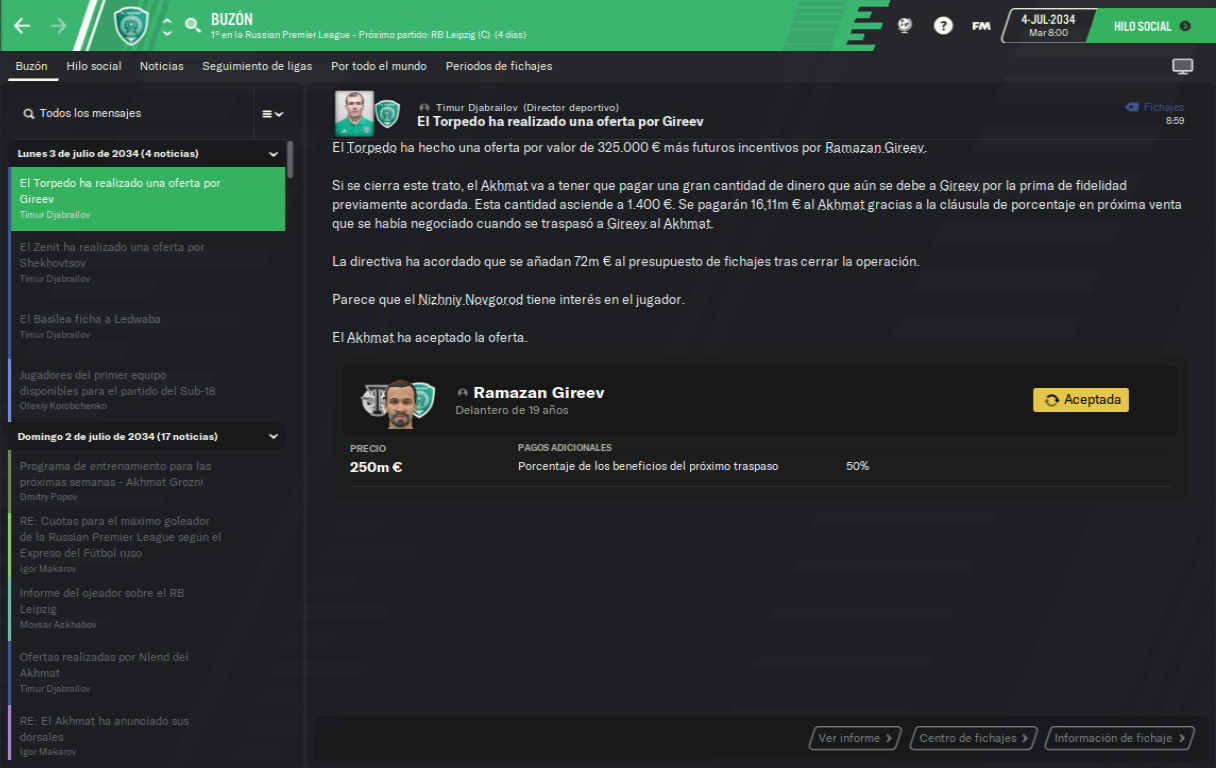 BUZÓN
1º en la Russian Premier League - Próximo partido: RB Leipzig (C) (4 días)
?
FM
4-JUL-2034
Mar 8:00
HILO SOCIAL
Buzón
Hilo social
Noticias
Seguimiento de ligas
Por todo el mundo
Periodos de fichajes
Todos los mensajes
Lunes 3 de julio de 2034 (4 noticias)
El Torpedo ha realizado una oferta por
Gireev
Timur Djabrailov
El Zenit ha realizado una oferta por
Shekhovtsov
Timur Djabrailov
El Basilea ficha a Ledwaba
Timur Djabrailov
Jugadores del primer equipo
disponibles para el partido del Sub-18
Olexiy Korobchenko
Domingo 2 de julio de 2034 (17 noticias)
Programa de entrenamiento para las
próximas semanas - Akhmat Grozni
Dmitry Popov
RE: Cuotas para el máximo goleador
de la Russian Premier League según el
Expreso del Fútbol ruso
Igor Makarov
Informe del ojeador sobre el RB
Leipzig
Movsar Askhabov
Ofertas realizadas por Nlend del
Akhmat
Timur Djabrailov
RE: El Akhmat ha anunciado sus
dorsales
Igor Makarov
Timur Djabrailov (Director deportivo)
El Torpedo ha realizado una oferta por Gireev
Fichajes
8:59
El Torpedo ha hecho una oferta por valor de 325.000 € más futuros incentivos por Ramazan Gireev.
Si se cierra este trato, el Akhmat va a tener que pagar una gran cantidad de dinero que aún se debe a Gireev por la prima de fidelidad
previamente acordada. Esta cantidad asciende a 1.400 €. Se pagarán 16,11m € al Akhmat gracias a la cláusula de porcentaje en próxima venta
que se había negociado cuando se traspasó a Gireev al Akhmat.
La directiva ha acordado que se añadan 72m € al presupuesto de fichajes tras cerrar la operación.
Parece que el Nizhniy Novgorod tiene interés en el jugador.
El Akhmat ha aceptado la oferta.
Ramazan Gireev
Delantero de 19 años
Aceptada
PRECIO
250m €
PAGOS ADICIONALES
Porcentaje de los beneficios del próximo traspaso
50%
Ver informe
Centro de fichajes
Información de fichaje